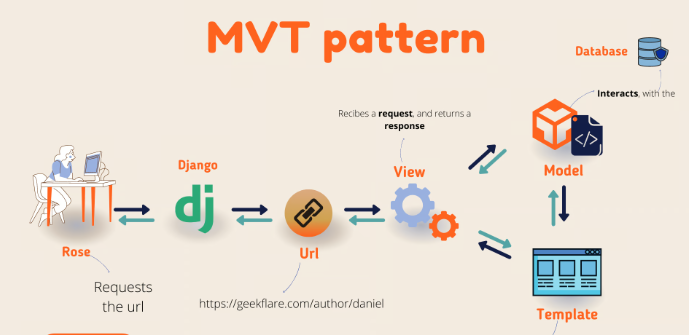 MVT pattern
Database
Interacts, with the
Recibes a request, and returns a
response
Django
View
Model
dj
</>
Rose
Url
Requests
the url
https://geekflare.com/author/daniel
Template